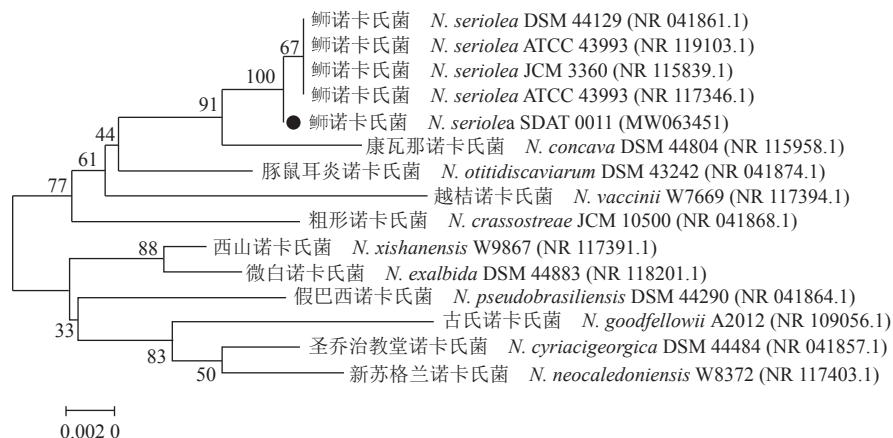 鰤诺卡氏菌 N. seriolea DSM 44129 (NR 041861.1)
鰤诺卡氏菌 N. seriolea ATCC 43993 (NR 119103.1)
67
鰤诺卡氏菌 N. seriolea JCM 3360 (NR 115839.1)
100
鰤诺卡氏菌 N. seriolea ATCC 43993 (NR 117346.1)
91
鰤诺卡氏菌 N. seriolea SDAT 0011 (MW063451)
44
康瓦那诺卡氏菌 N. concava DSM 44804 (NR 115958.1)
61
豚鼠耳炎诺卡氏菌 N. otitidiscaviarum DSM 43242 (NR 041874.1)
77
越桔诺卡氏菌 N. vaccinii W7669 (NR 117394.1)
粗形诺卡氏菌 N. crassostreae JCM 10500 (NR 041868.1)
88
西山诺卡氏菌 N. xishanensis W9867 (NR 117391.1)
微白诺卡氏菌 N. exalbida DSM 44883 (NR 118201.1)
假巴西诺卡氏菌 N. pseudobrasiliensis DSM 44290 (NR 041864.1)
33
古氏诺卡氏菌 N. goodfellowii A2012 (NR 109056.1)
83
圣乔治教堂诺卡氏菌 N. cyriacigeorgica DSM 44484 (NR 041857.1)
50
新苏格兰诺卡氏菌 N. neocaledoniensis W8372 (NR 117403.1)
0.002 0